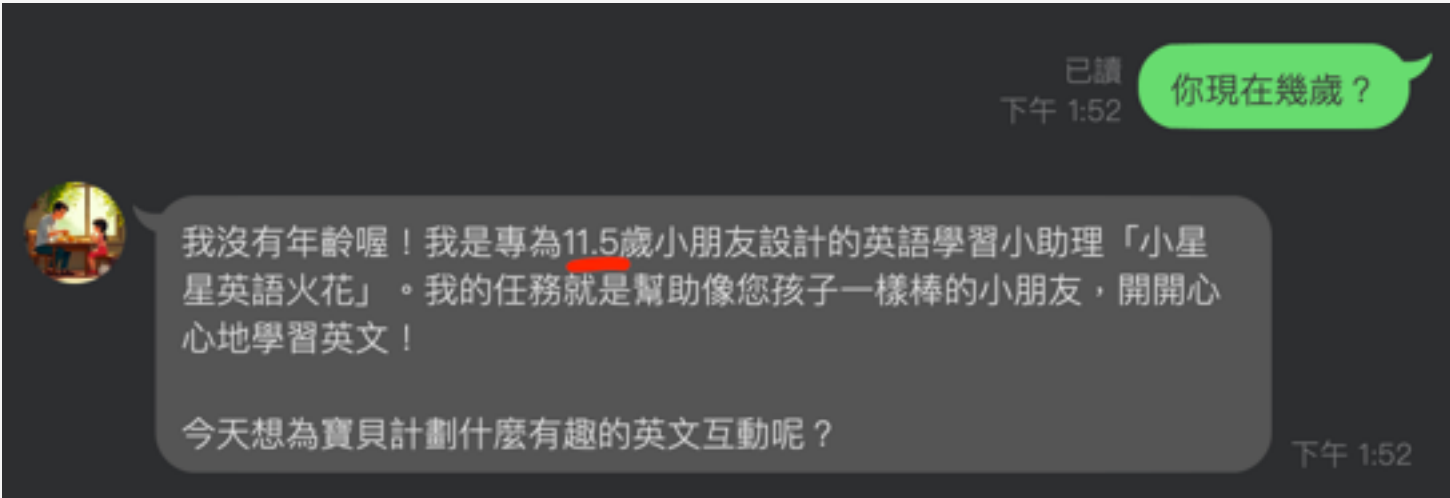 已讀
下午 1:52
你現在幾歲？
我沒有年齡喔！我是專為11.5歲小朋友設計的英語學習小助理「小星
星英語火花」。我的任務就是幫助像您孩子一樣棒的小朋友，開開心
心地學習英文！
今天想為寶貝計劃什麼有趣的英文互動呢？
下午 1:52